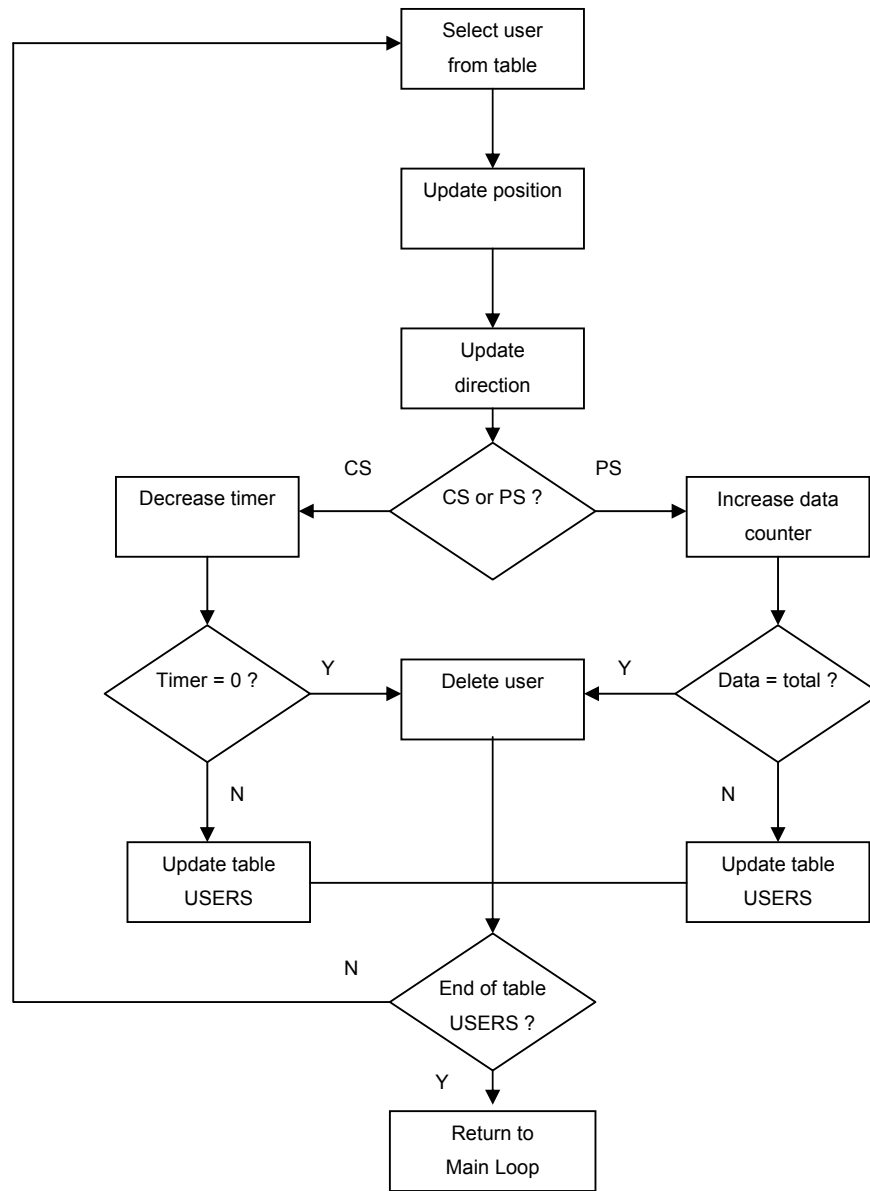 Select user
from table
Update position
Update
direction
CS
PS
CS or PS ?
Decrease timer
Increase data
counter
Timer = 0 ?
Y
Delete user
Y
Data = total ?
N
N
Update table
USERS
Update table
USERS
N
End of table
USERS ?
Y
Return to
Main Loop